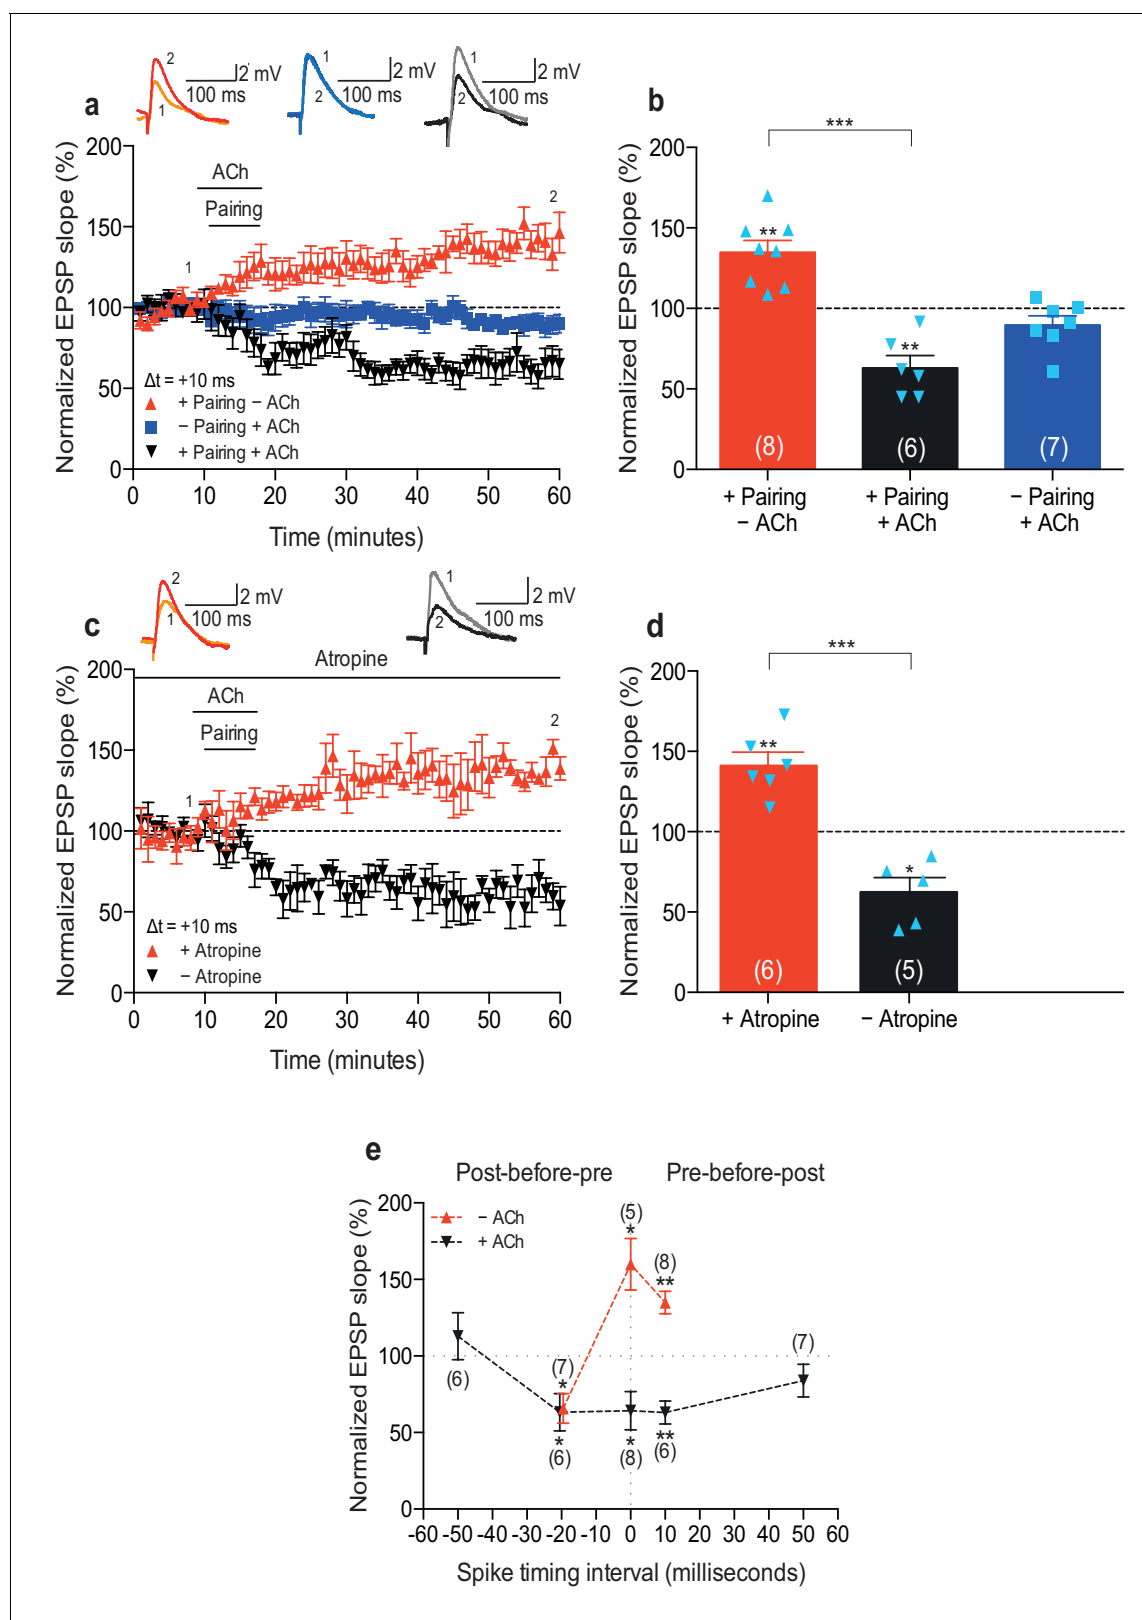 a
2
1
2 mV
100 ms
1
2
2 mV
100 ms
1
2
2 mV
100 ms
Normalized EPSP slope (%)
200
150
100
50
0
ACh
Pairing
1
2
Δt = +10 ms
+ Pairing – ACh
– Pairing + ACh
+ Pairing + ACh
0 10 20 30 40 50 60
Time (minutes)
b
Normalized EPSP slope (%)
200
150
100
50
0
***
**
**
(8) (6) (7)
+ Pairing + Pairing – Pairing
– ACh + ACh + ACh
c
2
1
2 mV
100 ms
1
2
2 mV
100 ms
Atropine
Normalized EPSP slope (%)
200
150
100
50
0
ACh
Pairing
1
2
Δt = +10 ms
+ Atropine
– Atropine
0 10 20 30 40 50 60
Time (minutes)
d
Normalized EPSP slope (%)
200
150
100
50
0
***
**
*
(6) (5)
+ Atropine – Atropine
e
Post-before-pre Pre-before-post
Normalized EPSP slope (%)
200
150
100
50
0
– ACh
+ ACh
(5)
*
(8)
**
(7)
(7)
*
(6)
* * **
(6) (8) (6)
-60 -50 -40 -30 -20 -10 0 10 20 30 40 50 60
Spike timing interval (milliseconds)